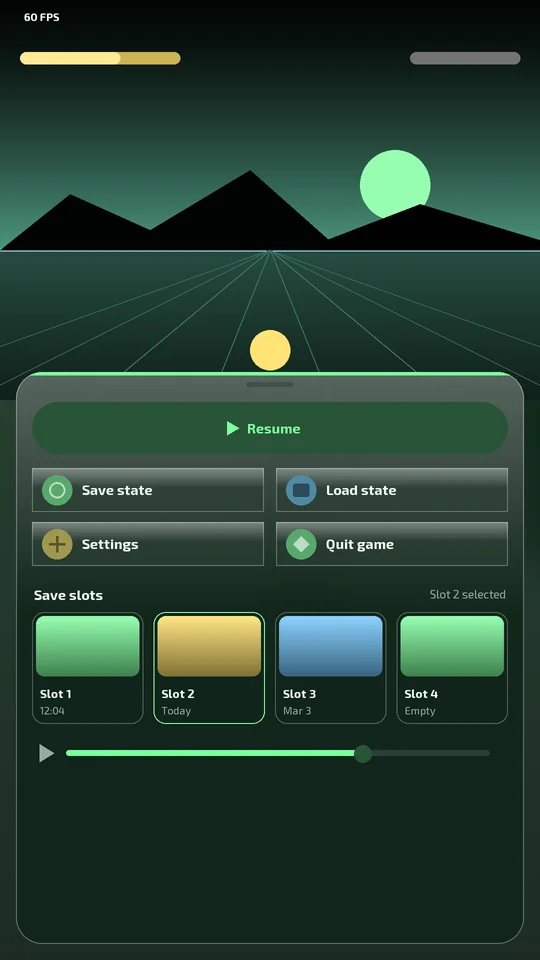 60 FPS
Resume
Save state
Load state
Settings
Quit game
Save slots
Slot 2 selected
Slot 1
12:04
Slot 2
Today
Slot 3
Mar 3
Slot 4
Empty